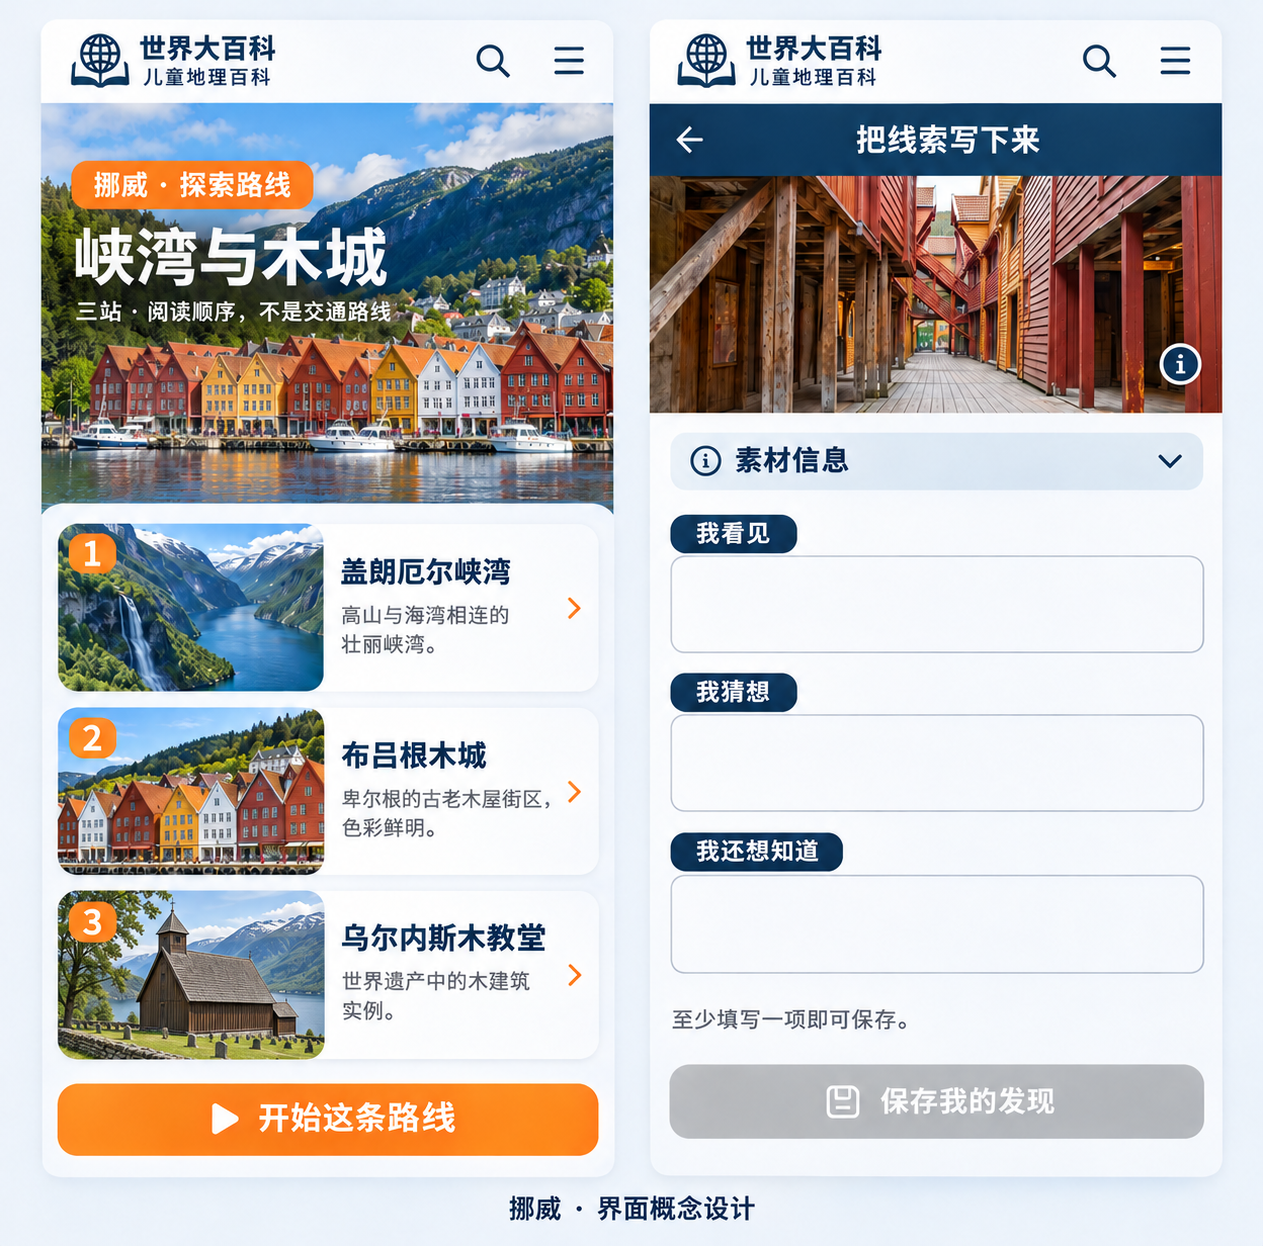 世界大百科
儿童地理百科
挪威 · 探索路线
峡湾与木城
三站 · 阅读顺序，不是交通路线
1
盖朗厄尔峡湾
高山与海湾相连的
壮丽峡湾。
2
布吕根木城
卑尔根的古老木屋街区，
色彩鲜明。
3
乌尔内斯木教堂
世界遗产中的木建筑
实例。
开始这条路线
世界大百科
儿童地理百科
把线索写下来
i
i 素材信息
我看见
我猜想
我还想知道
至少填写一项即可保存。
保存我的发现
挪威 · 界面概念设计